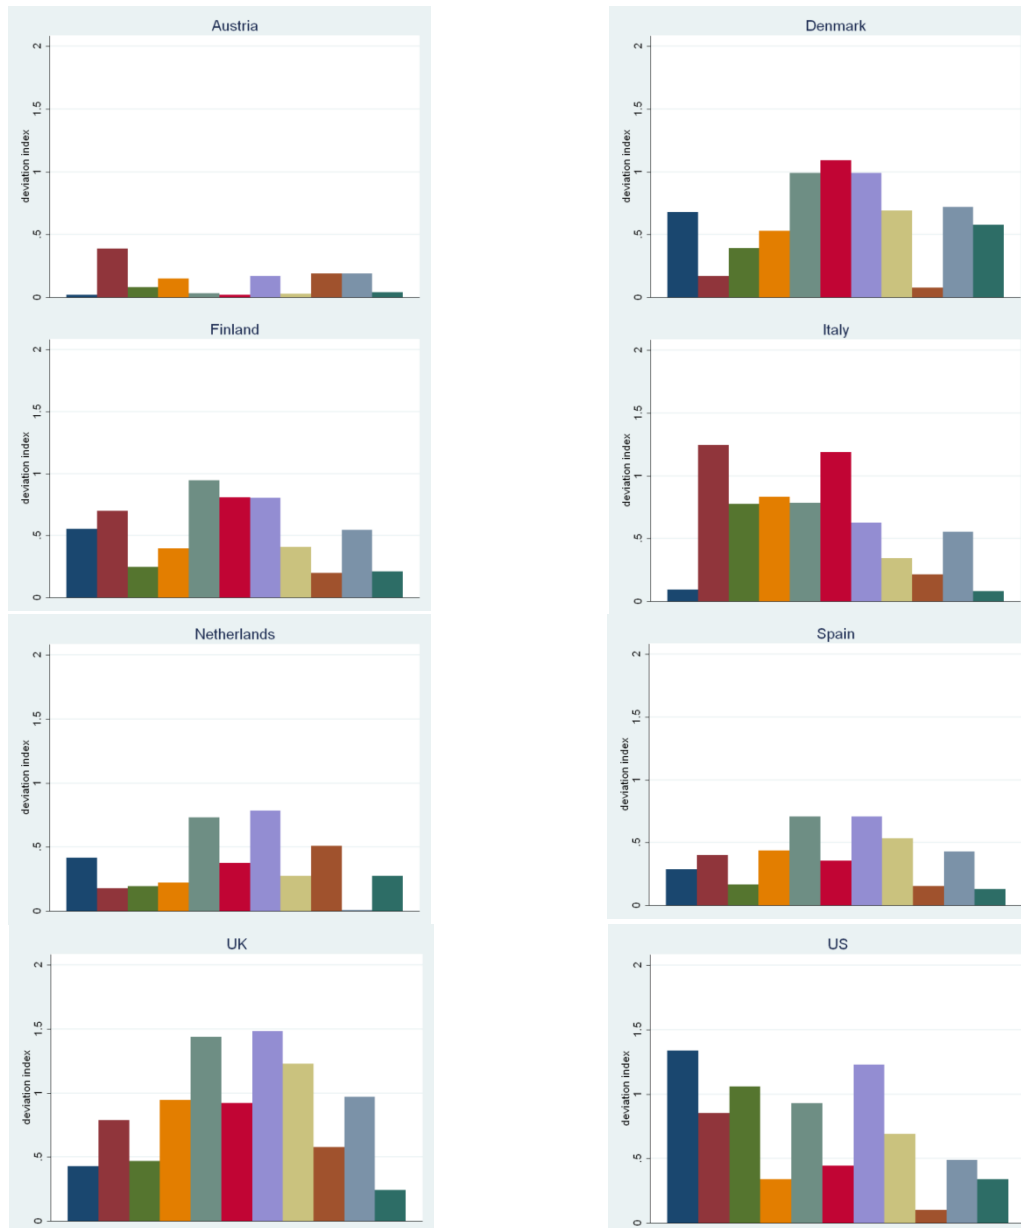 Austria
deviation index
0 .5 1 1.5 2
Denmark
deviation index
0 .5 1 1.5 2
Finland
deviation index
0 .5 1 1.5 2
Italy
deviation index
0 .5 1 1.5 2
Netherlands
deviation index
0 .5 1 1.5 2
Spain
deviation index
0 .5 1 1.5 2
UK
deviation index
0 .5 1 1.5 2
US
deviation index
0 .5 1 1.5 2